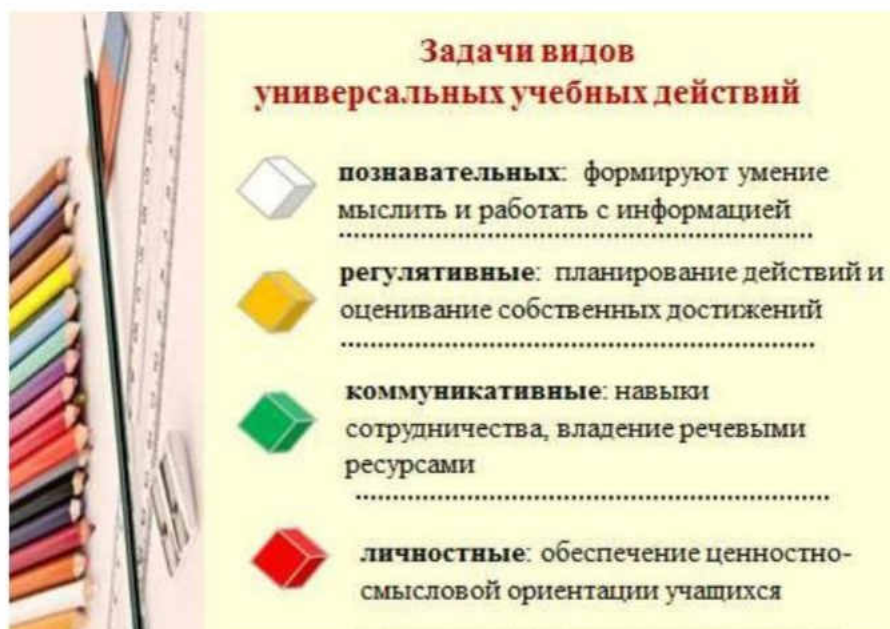 Задачи видов
универсальных учебных действий
познавательных: формируют умение
мыслить и работать с информацией
регулятивные: планирование действий и
оценивание собственных достижений
коммуникативные: навыки
сотрудничества, владение речевыми
ресурсами
личностные: обеспечение ценностно-
смысловой ориентации учащихся